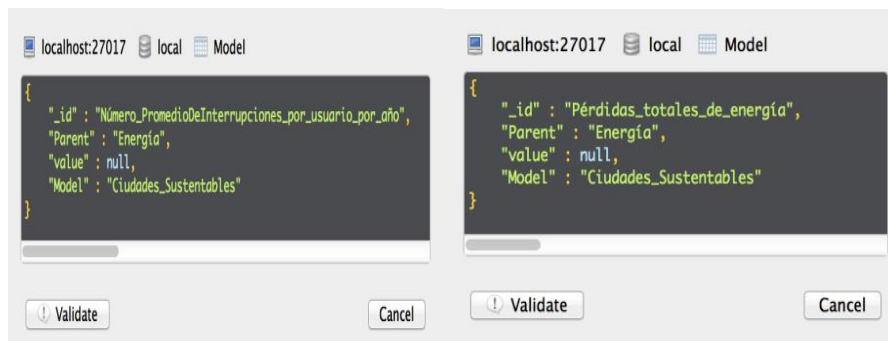 localhost:27017 local Model
{
"_id" : "Número_PromedioDeInterrupciones_por_usuario_por_año",
"Parent" : "Energía",
"value" : null,
"Model" : "Ciudades_Sustentables"
}
Validate Cancel
localhost:27017 local Model
{
"_id" : "Pérdidas_totales_de_energía",
"Parent" : "Energía",
"value" : null,
"Model" : "Ciudades_Sustentables"
}
Validate Cancel